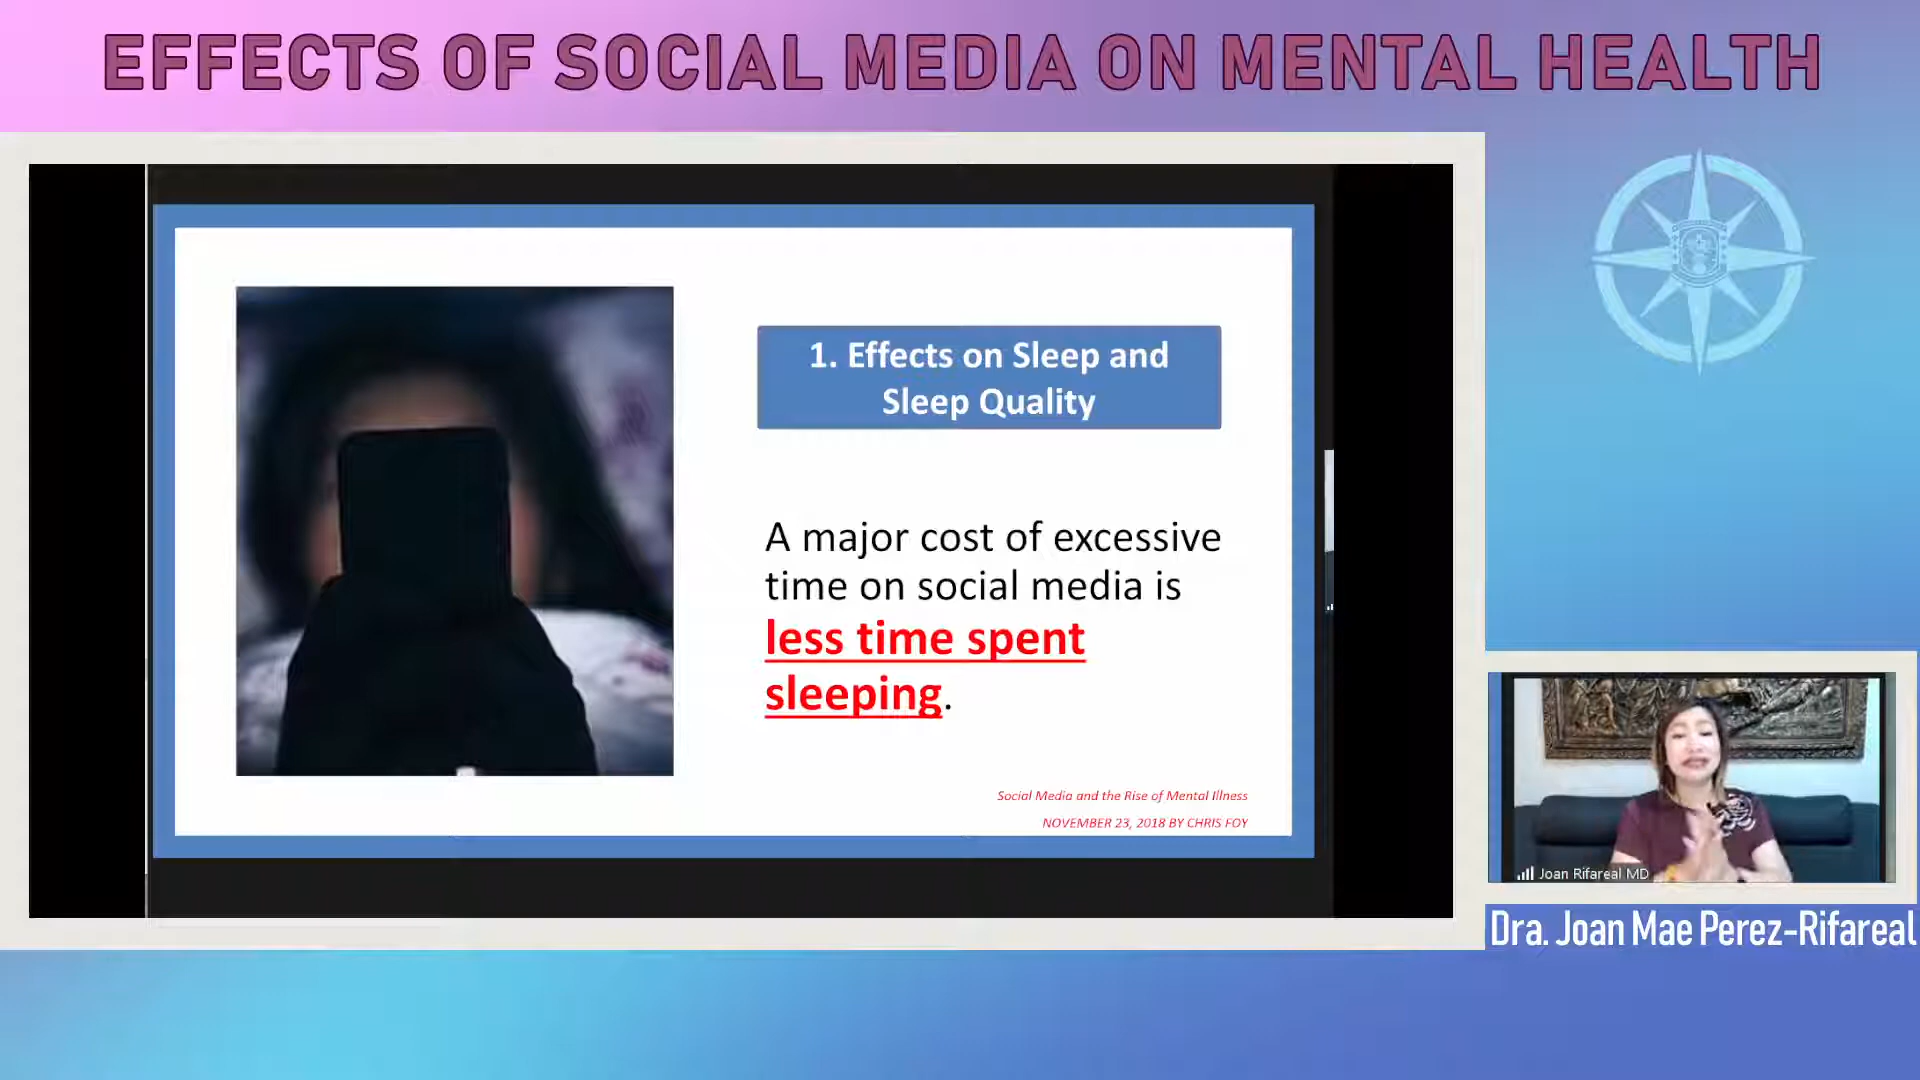 EFFECTS OF SOCIAL MEDIA ON MENTAL HEALTH
1. Effects on Sleep and
Sleep Quality
A major cost of excessive
time on social media is
less time spent
sleeping.
Social Media and the Rise of Mental Illness
NOVEMBER 23, 2018 BY CHRIS FOY
Joan Rifareal MD
Dra. Joan Mae Perez-Rifareal